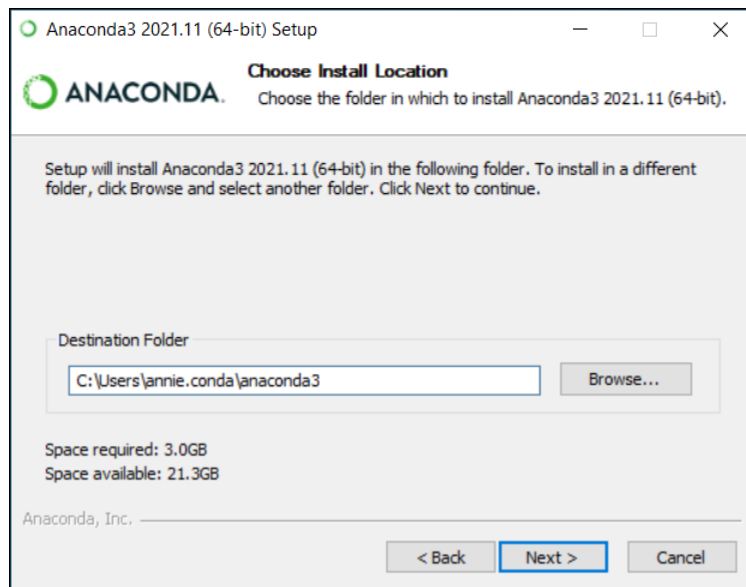 Anaconda3 2021.11 (64-bit) Setup
ANACONDA.
Choose Install Location
Choose the folder in which to install Anaconda3 2021.11 (64-bit).
Setup will install Anaconda3 2021.11 (64-bit) in the following folder. To install in a different
folder, click Browse and select another folder. Click Next to continue.
Destination Folder
C:\Users\annie.conda\anaconda3
Browse...
Space required: 3.0GB
Space available: 21.3GB
Anaconda, Inc.
< Back
Next >
Cancel